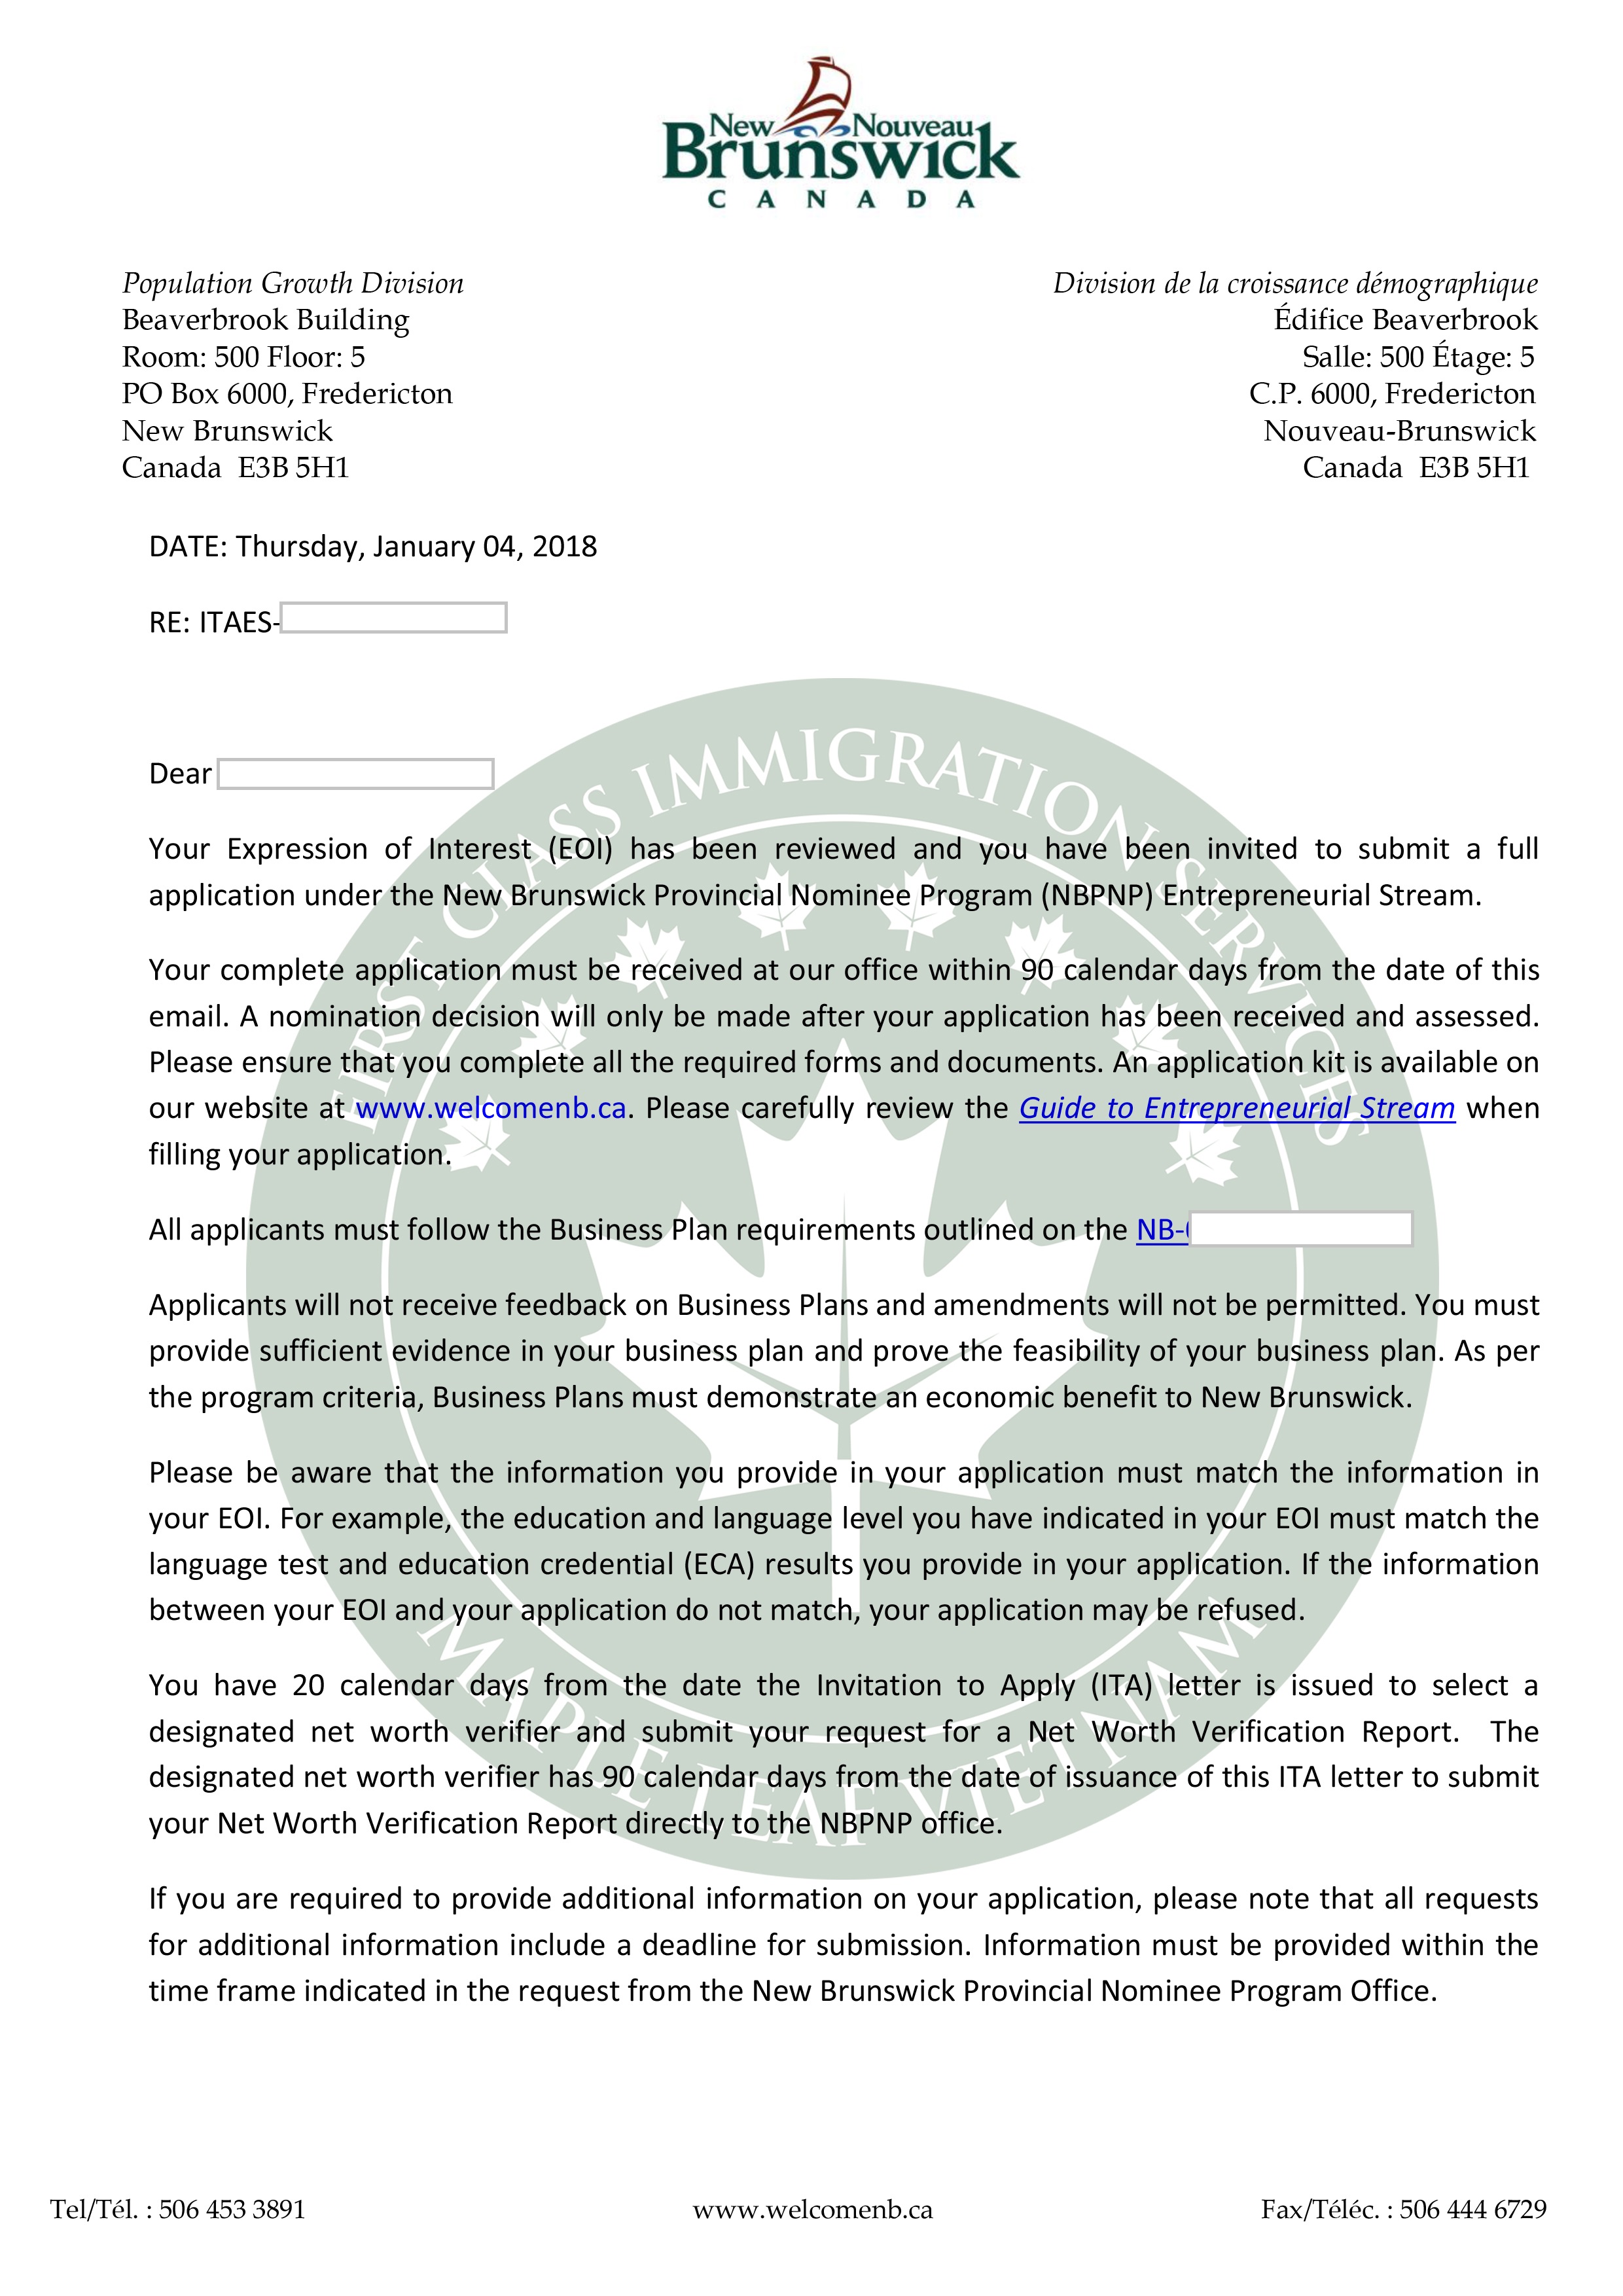 New Nouveau
Brunswick
CANADA
Population Growth Division
Beaverbrook Building
Room: 500 Floor: 5
PO Box 6000, Fredericton
New Brunswick
Canada  E3B 5H1
Division de la croissance démographique
Édifice Beaverbrook
Salle: 500 Étage: 5
C.P. 6000, Fredericton
Nouveau-Brunswick
Canada  E3B 5H1
DATE: Thursday, January 04, 2018
RE: ITAES-
FIRST CLASS IMMIGRATION SERVICES
Dear
Your Expression of Interest (EOI) has been reviewed and you have been invited to submit a full
application under the New Brunswick Provincial Nominee Program (NBPNP) Entrepreneurial Stream.
Your complete application must be received at our office within 90 calendar days from the date of this
email. A nomination decision will only be made after your application has been received and assessed.
Please ensure that you complete all the required forms and documents. An application kit is available on
our website at www.welcomenb.ca. Please carefully review the Guide to Entrepreneurial Stream when
filling your application.
All applicants must follow the Business Plan requirements outlined on the NB-
Applicants will not receive feedback on Business Plans and amendments will not be permitted. You must
provide sufficient evidence in your business plan and prove the feasibility of your business plan. As per
the program criteria, Business Plans must demonstrate an economic benefit to New Brunswick.
Please be aware that the information you provide in your application must match the information in
your EOI. For example, the education and language level you have indicated in your EOI must match the
language test and education credential (ECA) results you provide in your application. If the information
between your EOI and your application do not match, your application may be refused.
You have 20 calendar days from the date the Invitation to Apply (ITA) letter is issued to select a
designated net worth verifier and submit your request for a Net Worth Verification Report.  The
designated net worth verifier has 90 calendar days from the date of issuance of this ITA letter to submit
your Net Worth Verification Report directly to the NBPNP office.
MAPLE LEAF VIETNAM
If you are required to provide additional information on your application, please note that all requests
for additional information include a deadline for submission. Information must be provided within the
time frame indicated in the request from the New Brunswick Provincial Nominee Program Office.
Tel/Tél. : 506 453 3891
www.welcomenb.ca
Fax/Téléc. : 506 444 6729